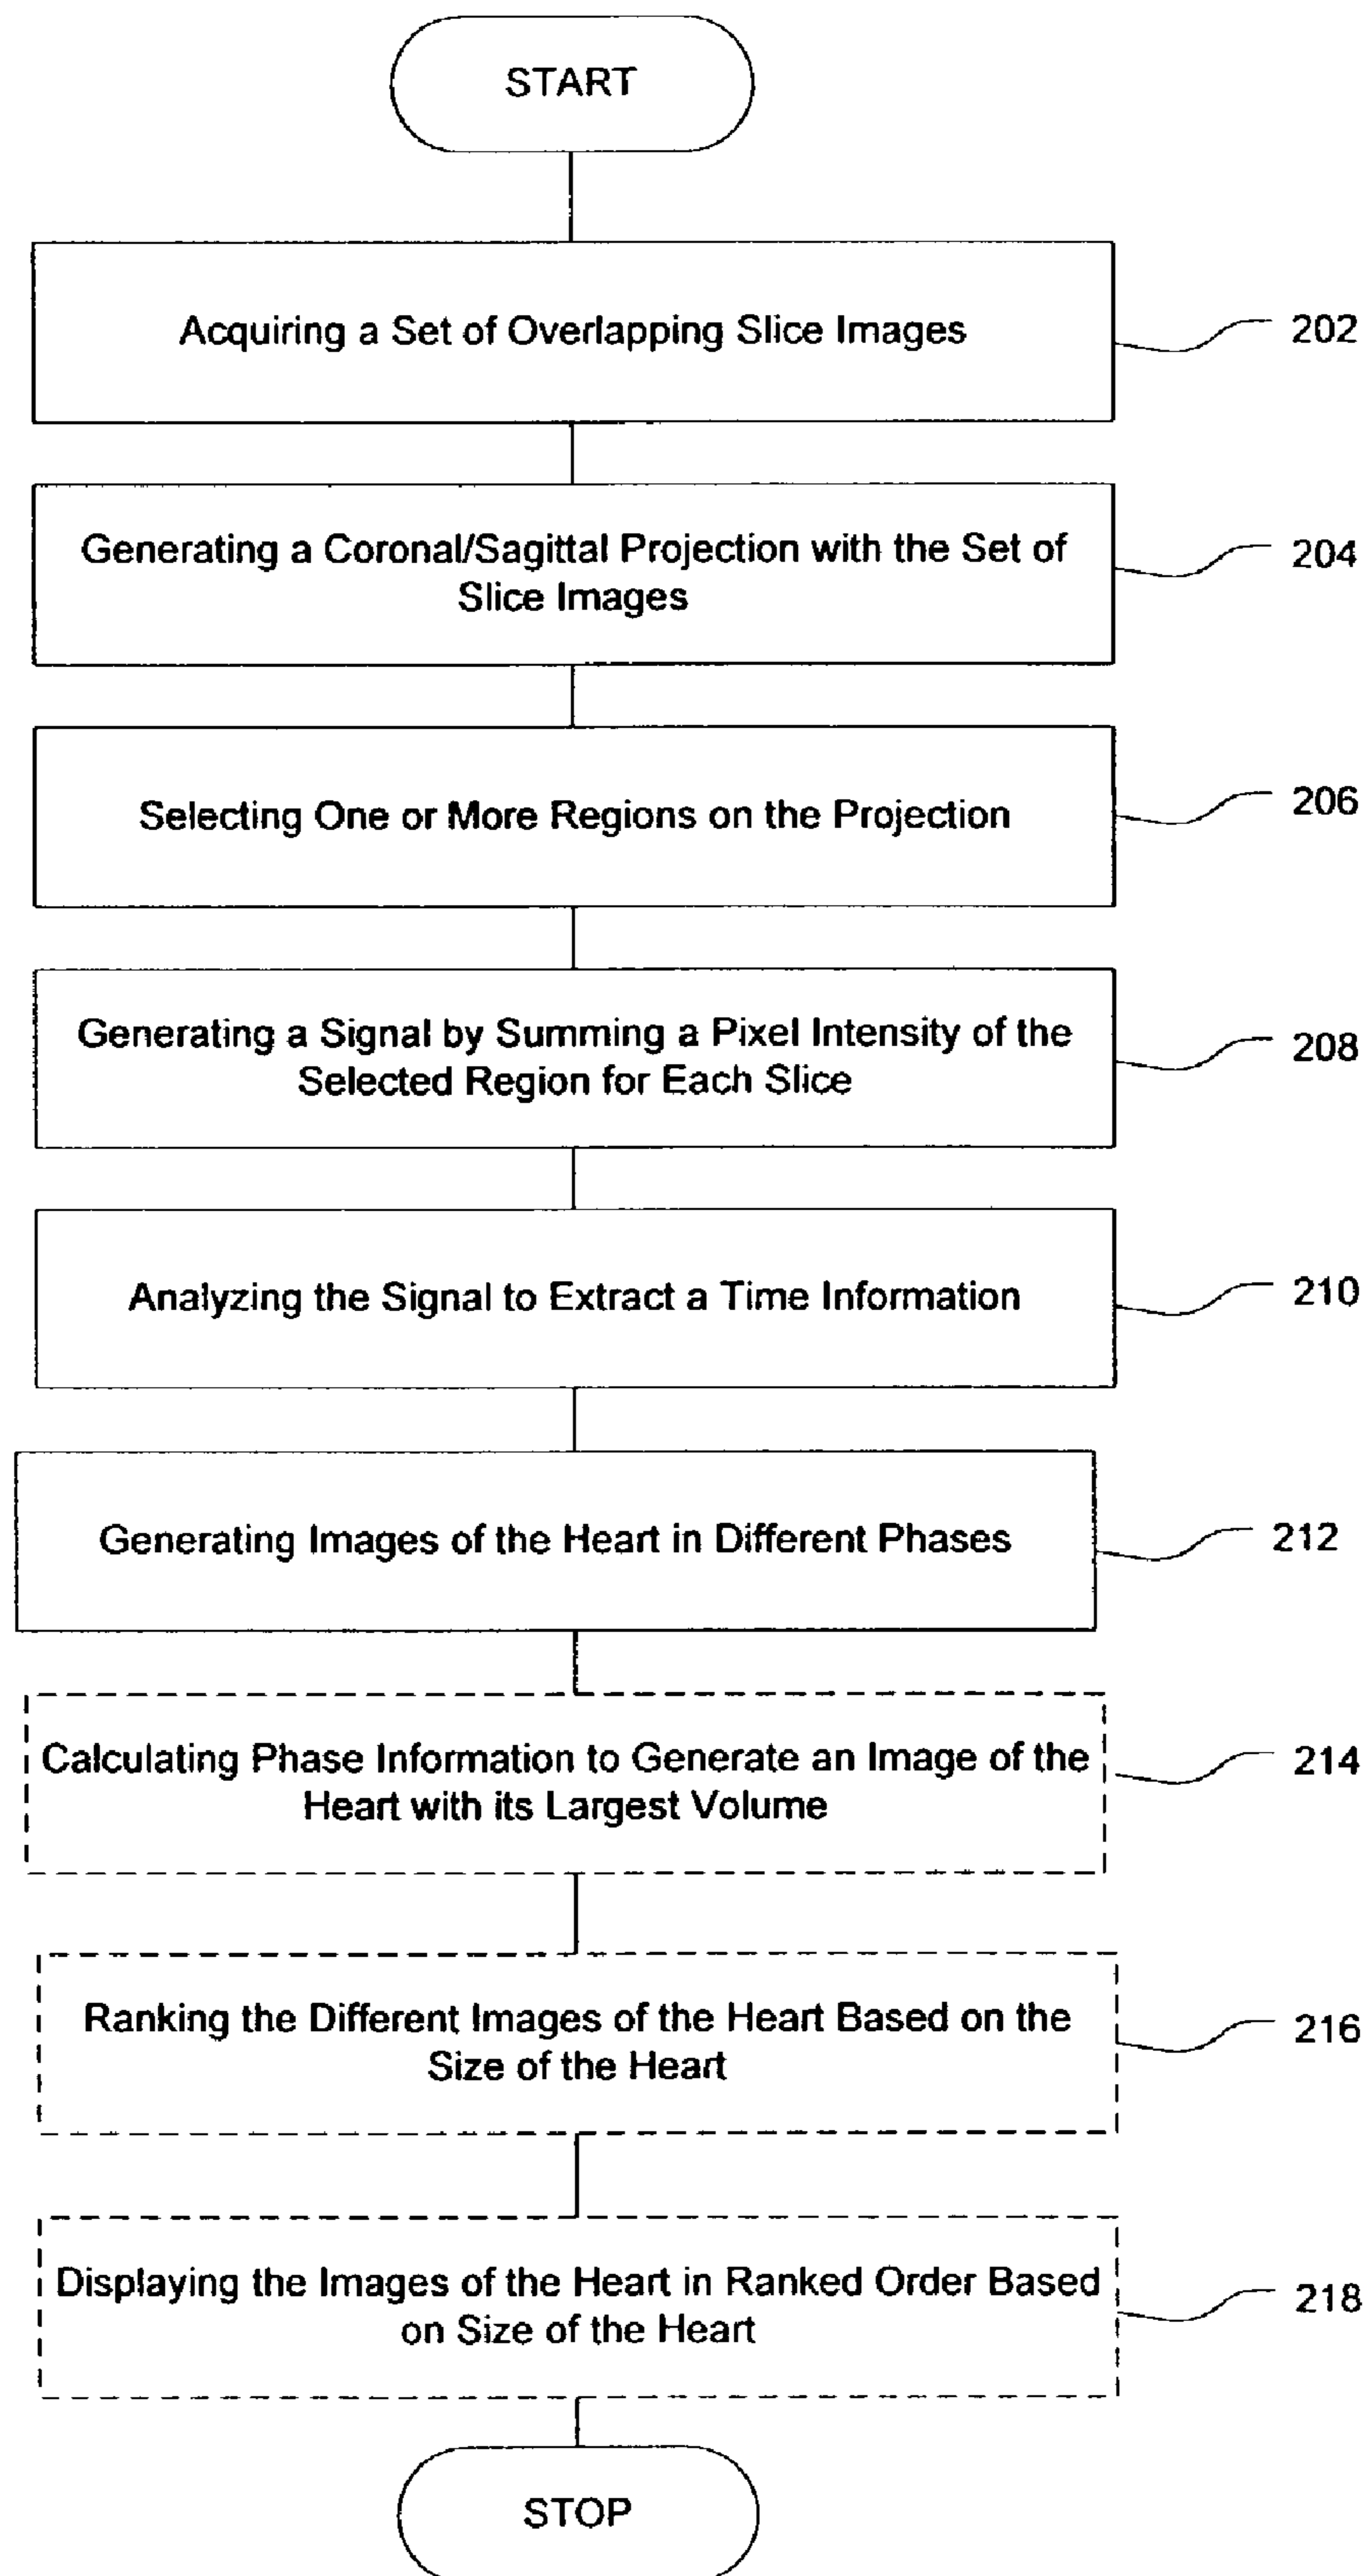 START
Acquiring a Set of Overlapping Slice Images
202
Generating a Coronal/Sagittal Projection with the Set of
Slice Images
204
Selecting One or More Regions on the Projection
206
Generating a Signal by Summing a Pixel Intensity of the
Selected Region for Each Slice
208
Analyzing the Signal to Extract a Time Information
210
Generating Images of the Heart in Different Phases
212
Calculating Phase Information to Generate an Image of the
Heart with its Largest Volume
214
Ranking the Different Images of the Heart Based on the
Size of the Heart
216
Displaying the Images of the Heart in Ranked Order Based
on Size of the Heart
218
STOP